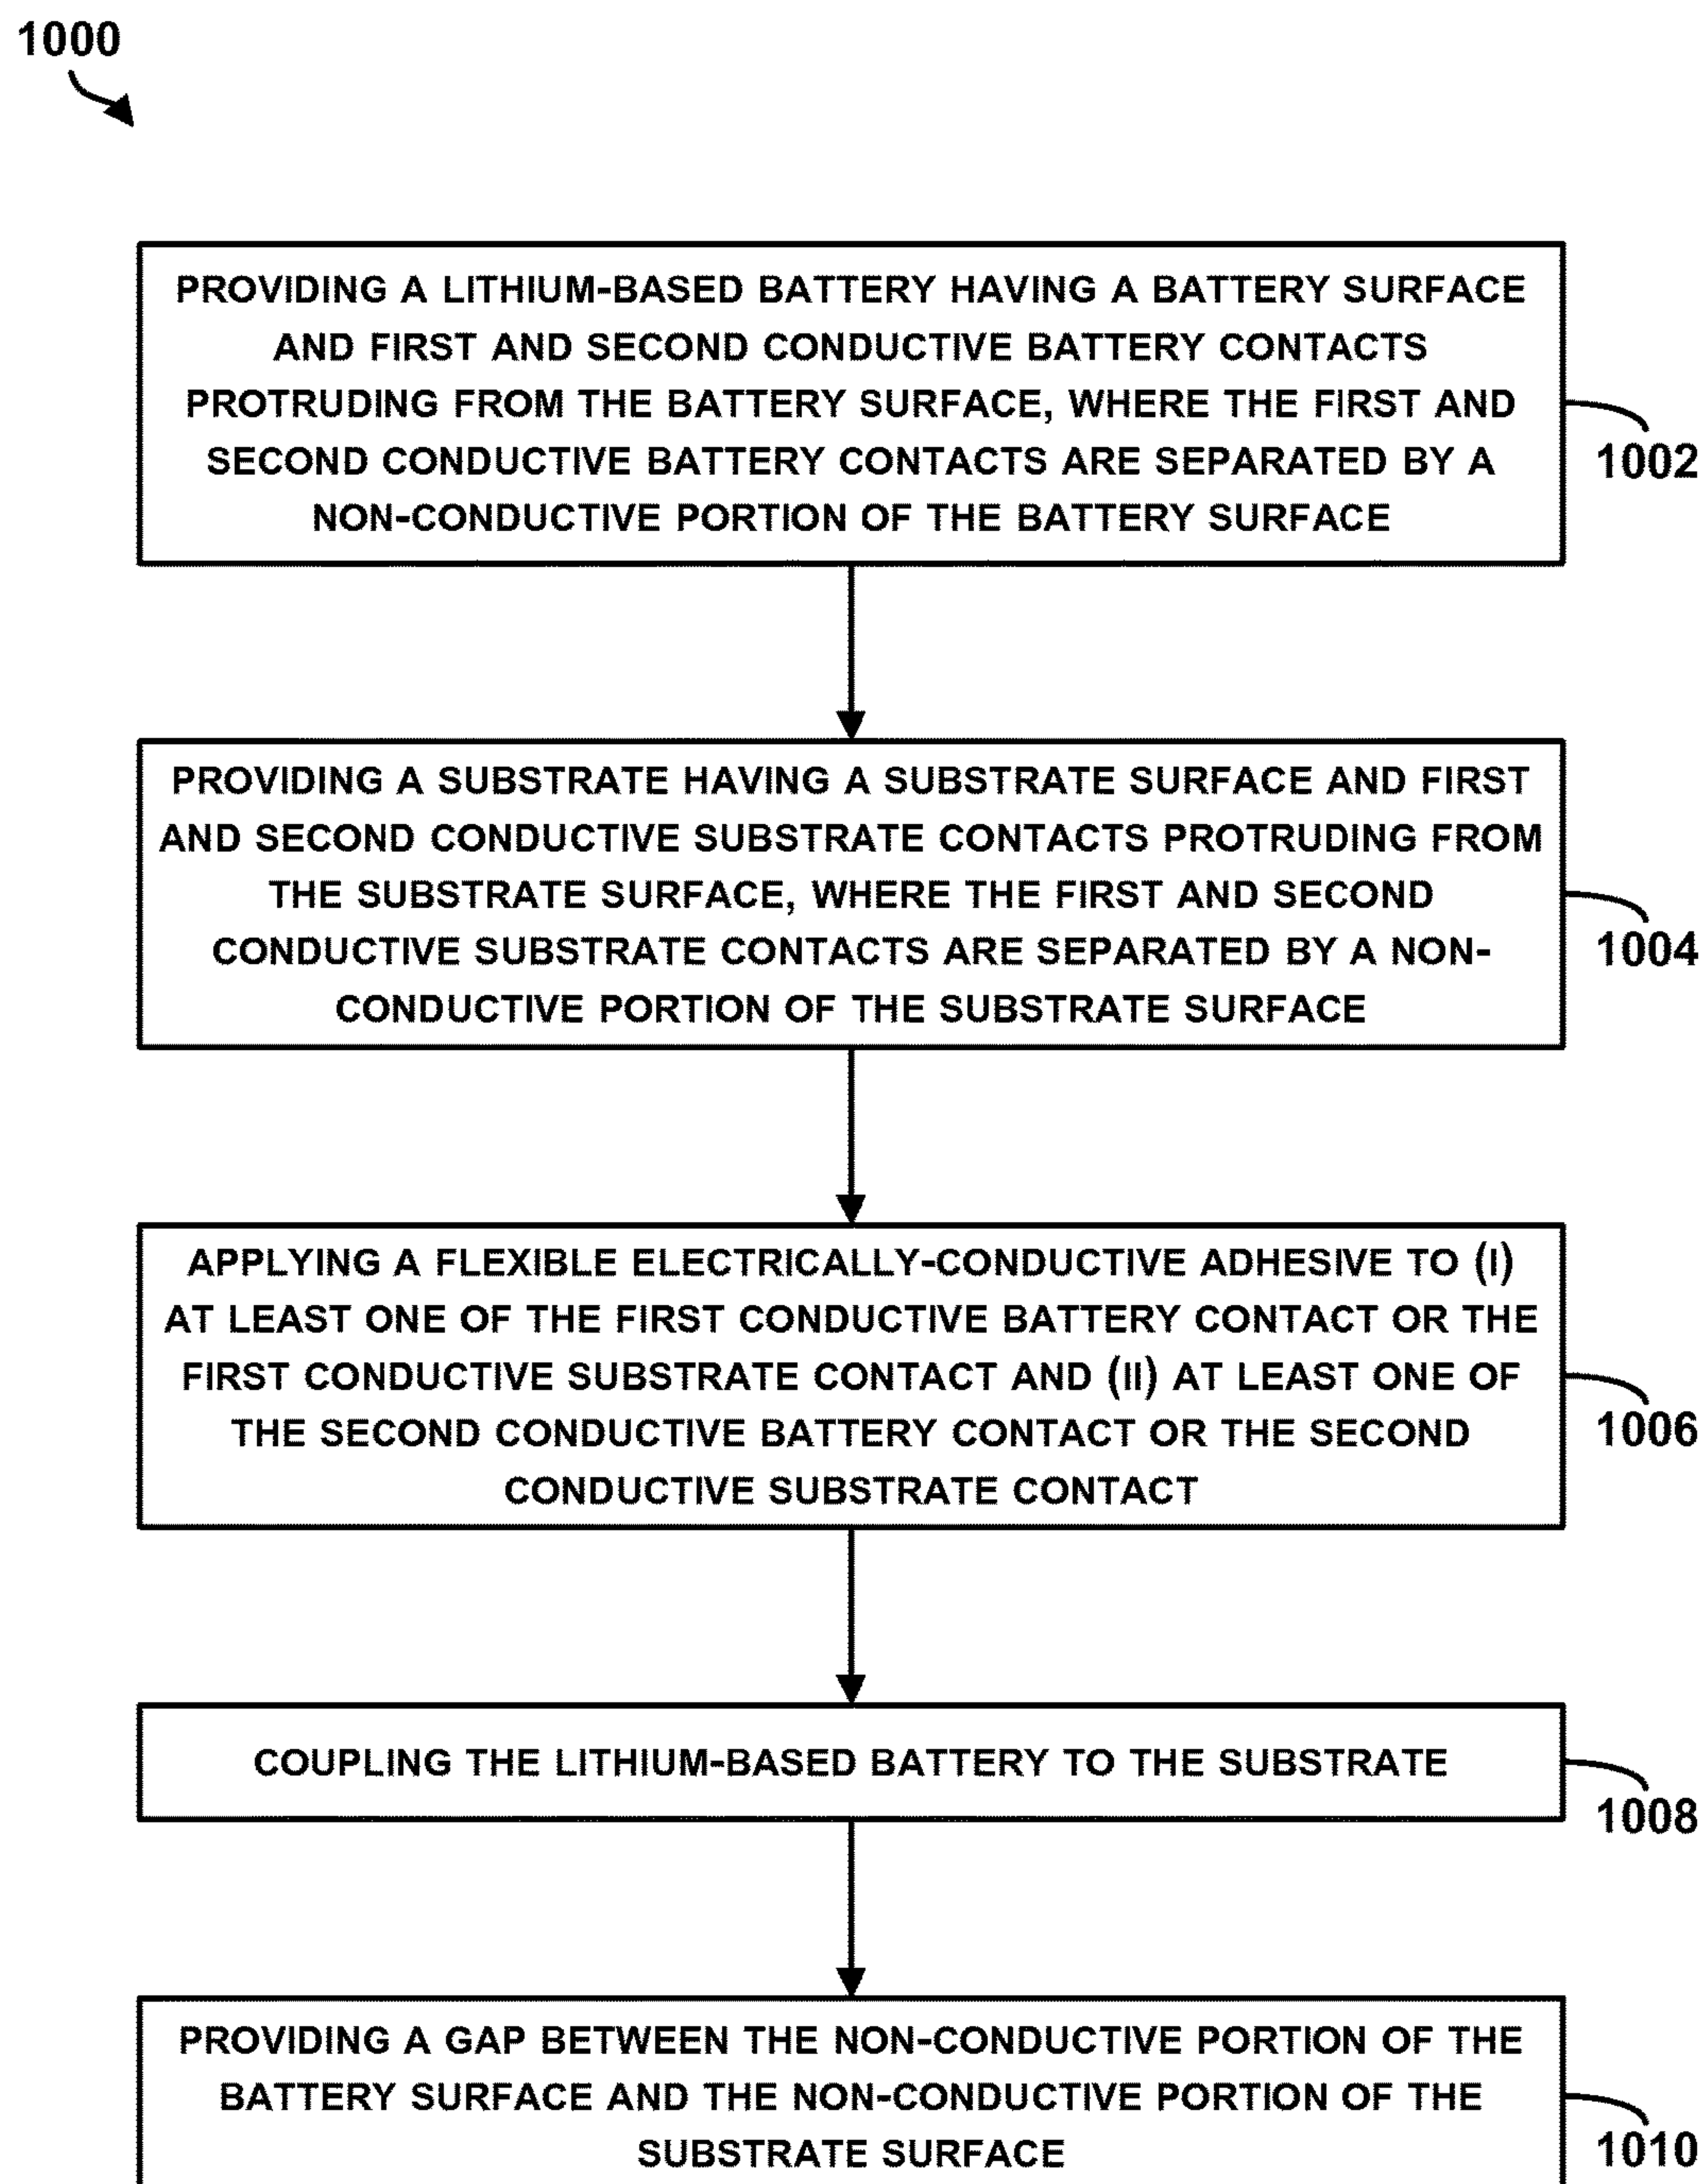 1000
PROVIDING A LITHIUM-BASED BATTERY HAVING A BATTERY SURFACE
AND FIRST AND SECOND CONDUCTIVE BATTERY CONTACTS
PROTRUDING FROM THE BATTERY SURFACE, WHERE THE FIRST AND
SECOND CONDUCTIVE BATTERY CONTACTS ARE SEPARATED BY A
NON-CONDUCTIVE PORTION OF THE BATTERY SURFACE
1002
PROVIDING A SUBSTRATE HAVING A SUBSTRATE SURFACE AND FIRST
AND SECOND CONDUCTIVE SUBSTRATE CONTACTS PROTRUDING FROM
THE SUBSTRATE SURFACE, WHERE THE FIRST AND SECOND
CONDUCTIVE SUBSTRATE CONTACTS ARE SEPARATED BY A NON-
CONDUCTIVE PORTION OF THE SUBSTRATE SURFACE
1004
APPLYING A FLEXIBLE ELECTRICALLY-CONDUCTIVE ADHESIVE TO (I)
AT LEAST ONE OF THE FIRST CONDUCTIVE BATTERY CONTACT OR THE
FIRST CONDUCTIVE SUBSTRATE CONTACT AND (II) AT LEAST ONE OF
THE SECOND CONDUCTIVE BATTERY CONTACT OR THE SECOND
CONDUCTIVE SUBSTRATE CONTACT
1006
COUPLING THE LITHIUM-BASED BATTERY TO THE SUBSTRATE
1008
PROVIDING A GAP BETWEEN THE NON-CONDUCTIVE PORTION OF THE
BATTERY SURFACE AND THE NON-CONDUCTIVE PORTION OF THE
SUBSTRATE SURFACE
1010